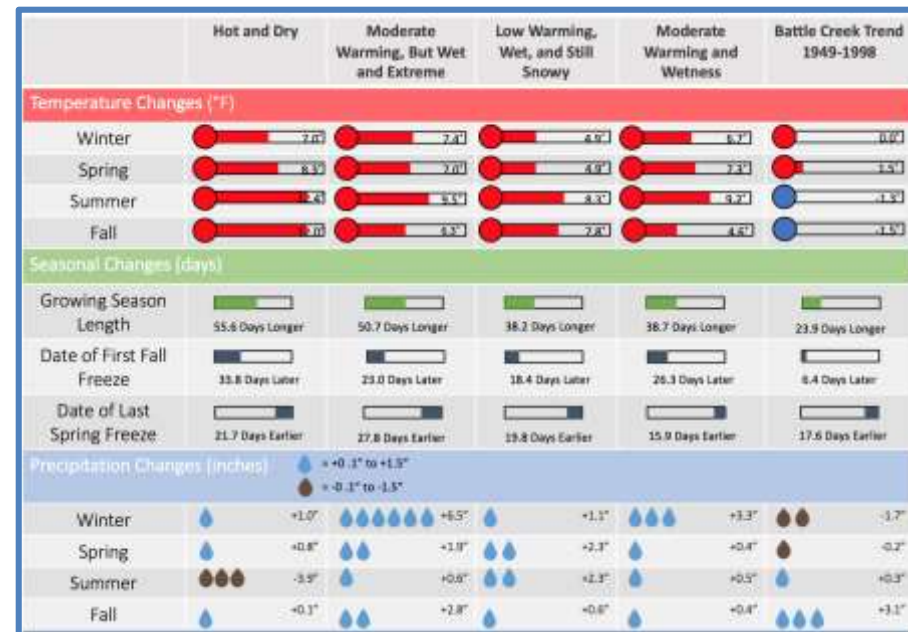 Hot and Dry
Moderate
Warming, But Wet
and Extreme
Low Warming,
Wet, and Still
Snowy
Moderate
Warming and
Wetness
Battle Creek Trend
1949-1998
Temperature Changes (°F)
Winter 7.0° 7.4° 4.9° 6.7° 0.0°
Spring 8.3° 7.0° 4.9° 7.3° 1.5°
Summer 9.5° 8.3° 9.2° -1.3°
Fall 7.8° 4.6° -1.5°
Seasonal Changes (days)
Growing Season
Length
55.6 Days Longer 50.7 Days Longer 38.2 Days Longer 38.7 Days Longer 23.9 Days Longer
Date of First Fall
Freeze
33.8 Days Later 23.0 Days Later 18.4 Days Later 26.3 Days Later 6.4 Days Later
Date of Last
Spring Freeze
21.7 Days Earlier 27.8 Days Earlier 19.8 Days Earlier 15.9 Days Earlier 17.6 Days Earlier
Precipitation Changes (inches)
= +0 .1" to +1.5"
= -0 .1" to -1.5"
Winter +1.0" +6.5" +1.1" +3.3" -1.7"
Spring +0.8" +1.9" +2.3" +0.4" -0.2"
Summer -3.9" +0.6" +2.3" +0.5" +0.3"
Fall +0.1" +2.8" +0.6" +0.4" +3.1"